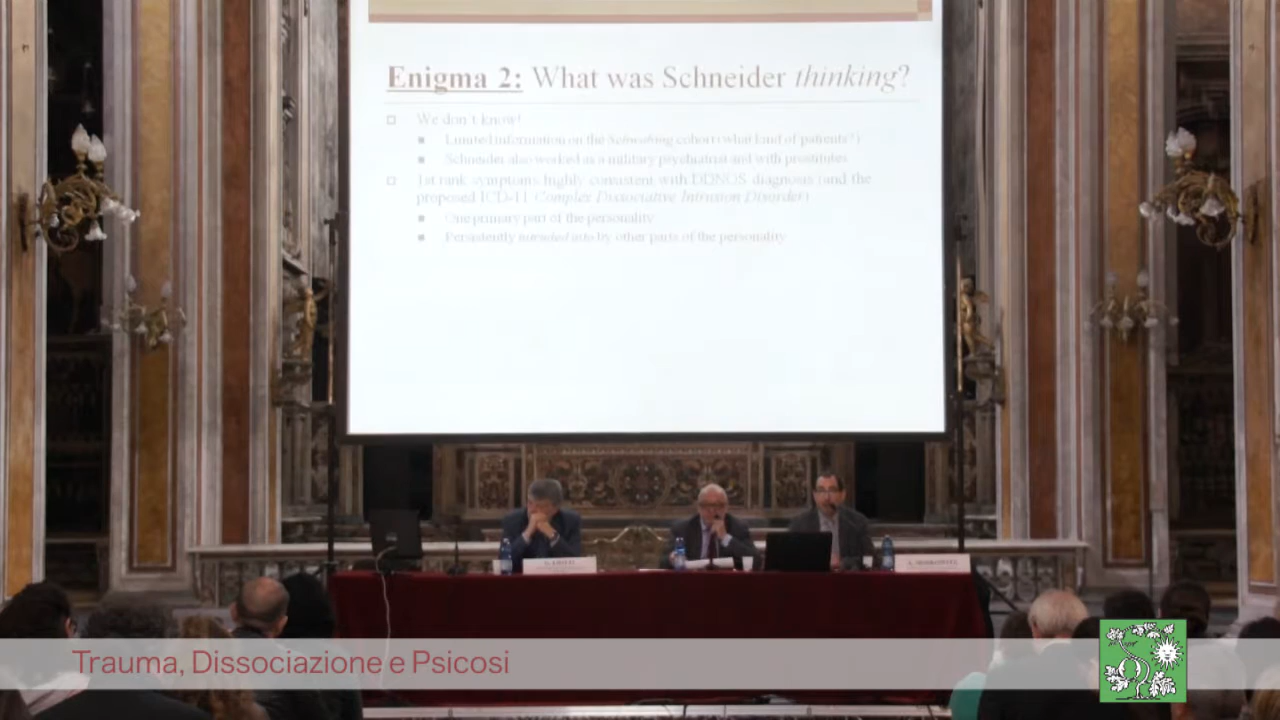 Enigma 2: What was Schneider thinking?
We don't know!
Limited information on the Schwabing cohort (what kind of patients?)
Schneider also worked as a military psychiatrist and with prostitutes
1st rank symptoms highly consistent with DDNOS diagnosis (and the
proposed ICD-11 Complex Dissociative Intrusion Disorder)
One primary part of the personality
Persistently intruded into by other parts of the personality
A. MOSKOWITZ
Trauma, Dissociazione e Psicosi